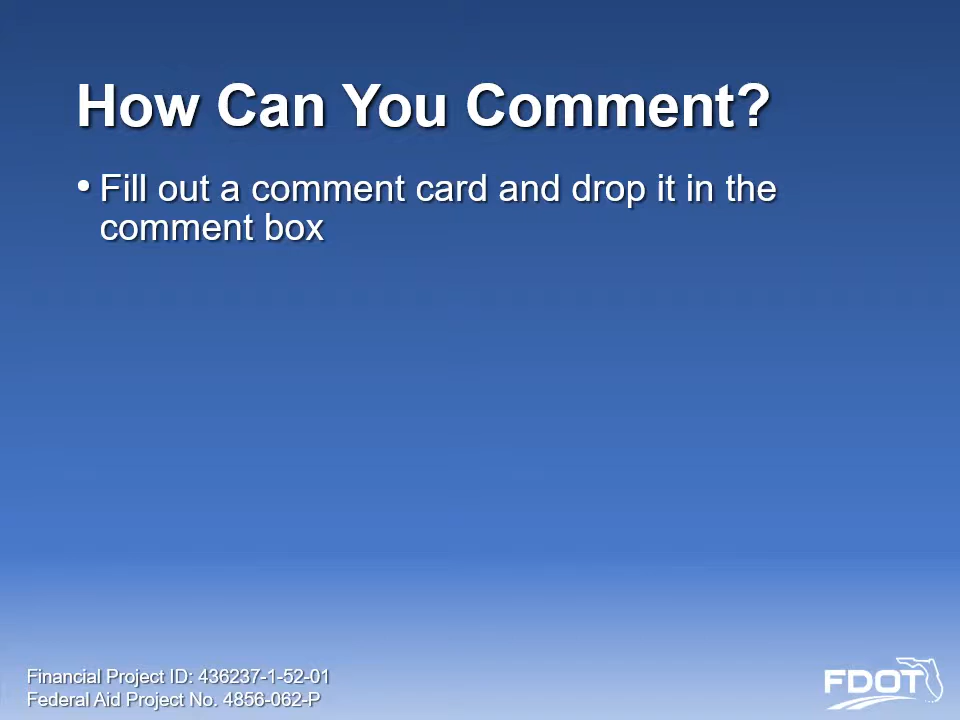 How Can You Comment?
• Fill out a comment card and drop it in the
comment box
Financial Project ID: 436237-1-52-01
Federal Aid Project No. 4856-062-P
FDOT